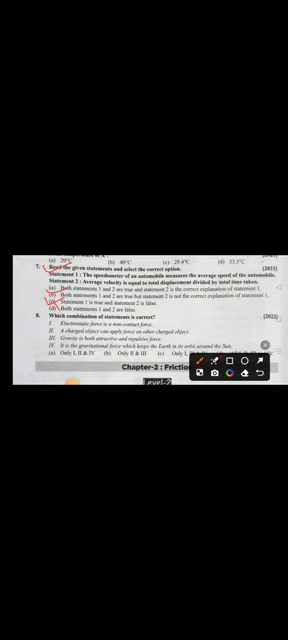 (a) 20°C (b) 40°C (c) 29.4°C (d) 33.3°C
7. Read the given statements and select the correct option. [2021]
Statement 1 : The speedometer of an automobile measures the average speed of the automobile.
Statement 2 : Average velocity is equal to total displacement divided by total time taken.
(a) Both statements 1 and 2 are true and statement 2 is the correct explanation of statement 1.
(b) Both statements 1 and 2 are true but statement 2 is not the correct explanation of statement 1.
(c) Statement 1 is true and statement 2 is false.
(d) Both statements 1 and 2 are false.
8. Which combination of statements is correct? [2022]
I. Electrostatic force is a non-contact force.
II. A charged object can apply force on other charged object.
III. Gravity is both attractive and repulsive force.
IV. It is the gravitational force which keeps the Earth in its orbit around the Sun.
(a) Only I, II & IV (b) Only II & III (c) Only I,
Chapter-2 : Friction
Level-2